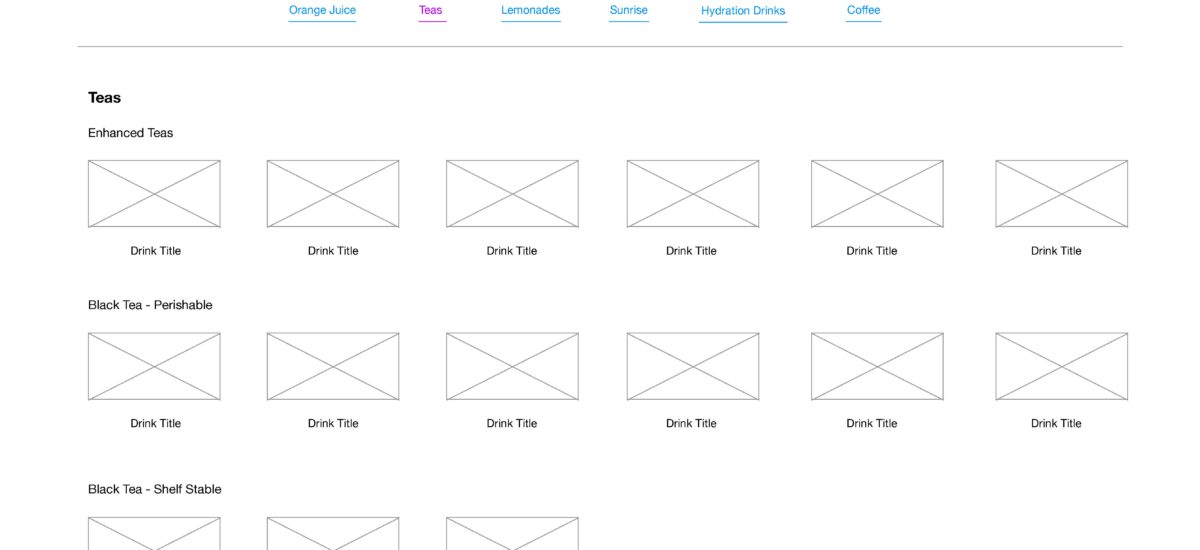 Orange Juice Teas Lemonades Sunrise Hydration Drinks Coffee
Teas
Enhanced Teas
Drink Title Drink Title Drink Title Drink Title Drink Title Drink Title
Black Tea - Perishable
Drink Title Drink Title Drink Title Drink Title Drink Title Drink Title
Black Tea - Shelf Stable